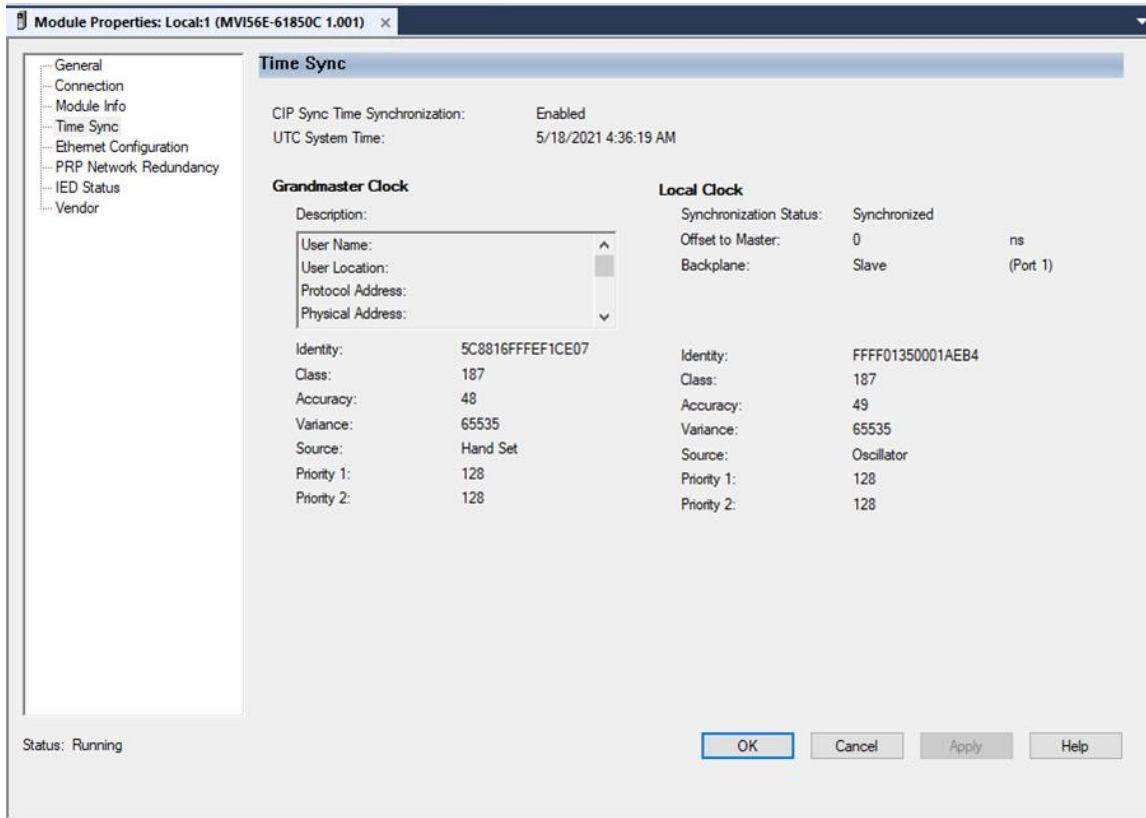 Module Properties: Local:1 (MVI56E-61850C 1.001) ×
General
Connection
Module Info
Time Sync
Ethernet Configuration
PRP Network Redundancy
IED Status
Vendor
Time Sync
CIP Sync Time Synchronization: Enabled
UTC System Time: 5/18/2021 4:36:19 AM
Grandmaster Clock
Description:
User Name:
User Location:
Protocol Address:
Physical Address:
Identity: 5C8816FFFEF1CE07
Class: 187
Accuracy: 48
Variance: 65535
Source: Hand Set
Priority 1: 128
Priority 2: 128
Local Clock
Synchronization Status: Synchronized
Offset to Master: 0 ns
Backplane: Slave (Port 1)
Identity: FFFF01350001AEB4
Class: 187
Accuracy: 49
Variance: 65535
Source: Oscillator
Priority 1: 128
Priority 2: 128
Status: Running
OK Cancel Apply Help